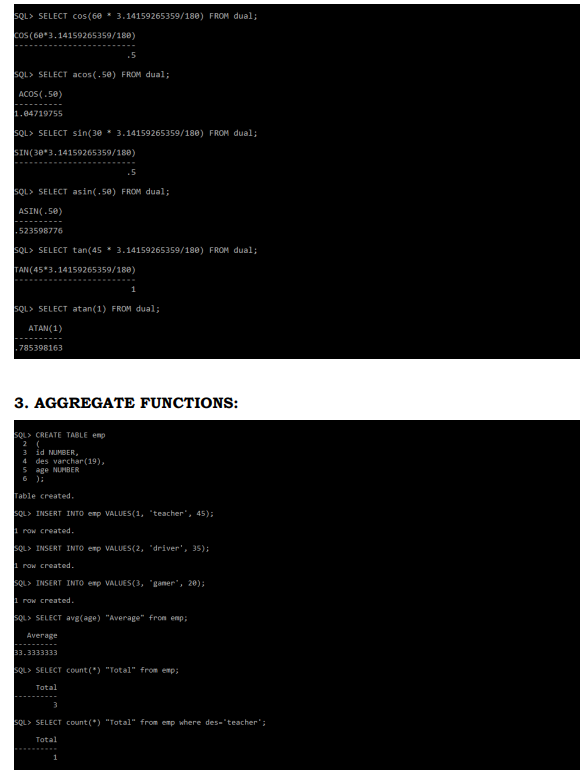 SQL> SELECT cos(60 * 3.14159265359/180) FROM dual;
COS(60*3.14159265359/180)
-------------------------
.5
SQL> SELECT acos(.50) FROM dual;
ACOS(.50)
----------
1.04719755
SQL> SELECT sin(30 * 3.14159265359/180) FROM dual;
SIN(30*3.14159265359/180)
-------------------------
.5
SQL> SELECT asin(.50) FROM dual;
ASIN(.50)
----------
.523598776
SQL> SELECT tan(45 * 3.14159265359/180) FROM dual;
TAN(45*3.14159265359/180)
-------------------------
1
SQL> SELECT atan(1) FROM dual;
ATAN(1)
----------
.785398163
3. AGGREGATE FUNCTIONS:
SQL> CREATE TABLE emp
2 (
3 id NUMBER,
4 des varchar(19),
5 age NUMBER
6 );
Table created.
SQL> INSERT INTO emp VALUES(1, 'teacher', 45);
1 row created.
SQL> INSERT INTO emp VALUES(2, 'driver', 35);
1 row created.
SQL> INSERT INTO emp VALUES(3, 'gamer', 20);
1 row created.
SQL> SELECT avg(age) "Average" from emp;
Average
----------
33.3333333
SQL> SELECT count(*) "Total" from emp;
Total
----------
3
SQL> SELECT count(*) "Total" from emp where des='teacher';
Total
----------
1